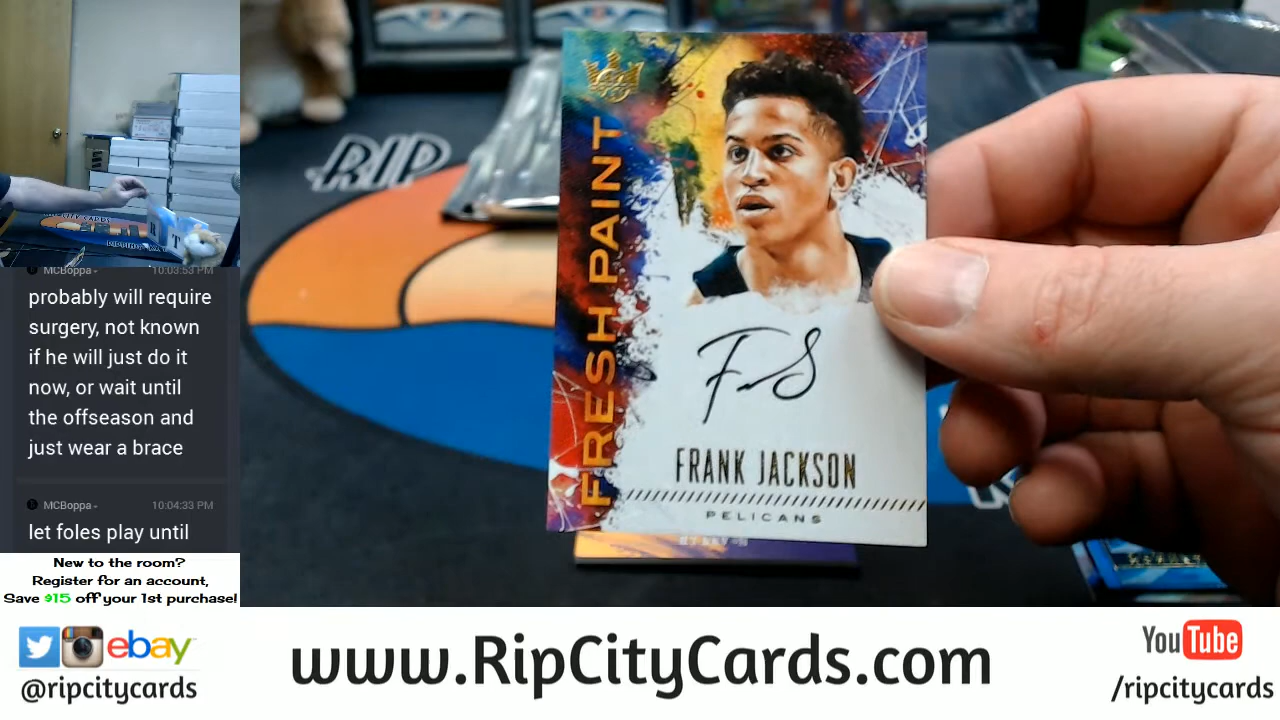 RIP
MCBoppa
10:03:53 PM
probably will require
surgery, not known
if he will just do it
now, or wait until
the offseason and
just wear a brace
MCBoppa
10:04:33 PM
let foles play until
New to the room?
Register for an account,
Save $15 off your 1st purchase!
FRESH PAINT
FRANK JACKSON
PELICANS
ebay
@ripcitycards
www.RipCityCards.com
YouTube
/ripcitycards